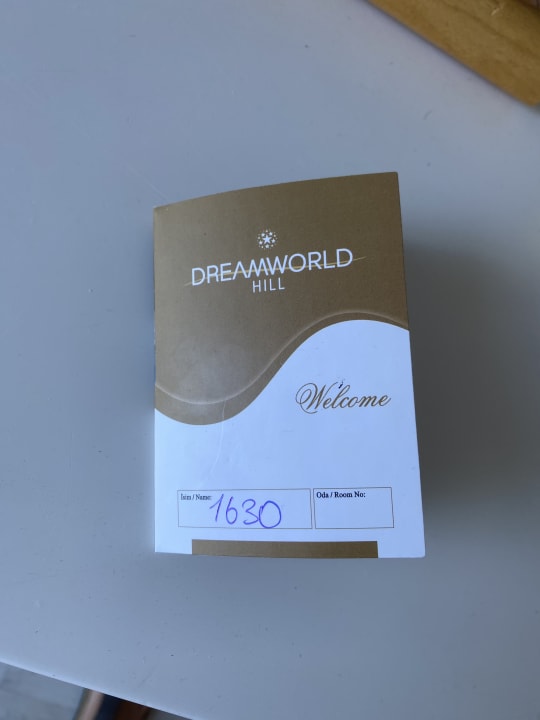 DREAMWORLD
HILL
Welcome
İsim / Name: 1630 Oda / Room No: